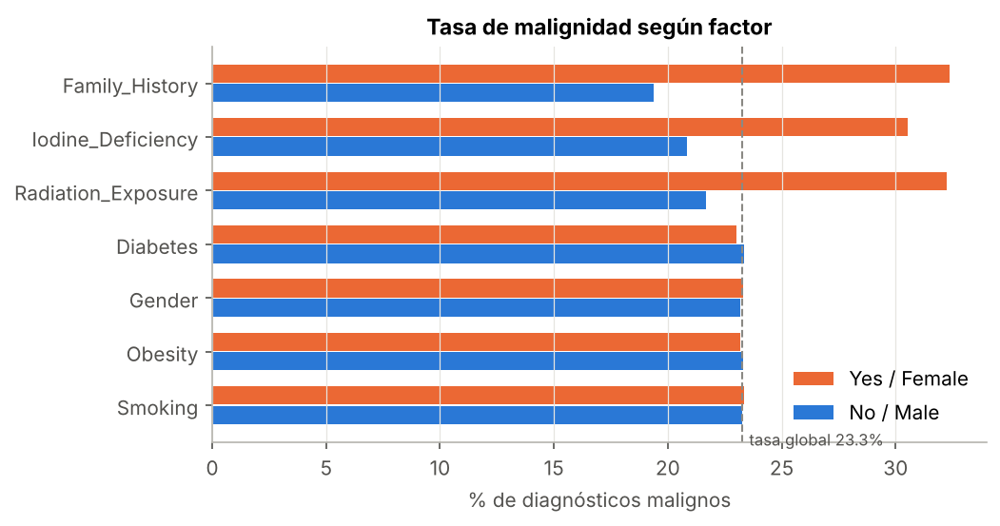 Tasa de malignidad según factor
Family_History
Iodine_Deficiency
Radiation_Exposure
Diabetes
Gender
Obesity
Smoking
Yes / Female
No / Male
tasa global 23.3%
0 5 10 15 20 25 30
% de diagnósticos malignos